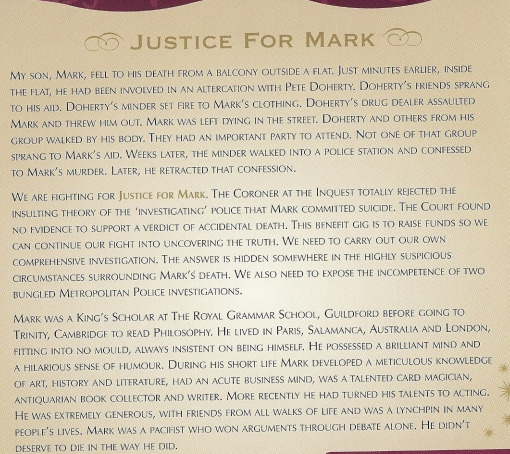 JUSTICE FOR MARK
MY SON, MARK, FELL TO HIS DEATH FROM A BALCONY OUTSIDE A FLAT. JUST MINUTES EARLIER, INSIDE
THE FLAT, HE HAD BEEN INVOLVED IN AN ALTERCATION WITH PETE DOHERTY. DOHERTY'S FRIENDS SPRANG
TO HIS AID. DOHERTY'S MINDER SET FIRE TO MARK'S CLOTHING. DOHERTY'S DRUG DEALER ASSAULTED
MARK AND THREW HIM OUT. MARK WAS LEFT DYING IN THE STREET. DOHERTY AND OTHERS FROM HIS
GROUP WALKED BY HIS BODY. THEY HAD AN IMPORTANT PARTY TO ATTEND. NOT ONE OF THAT GROUP
SPRANG TO MARK'S AID. WEEKS LATER, THE MINDER WALKED INTO A POLICE STATION AND CONFESSED
TO MARK'S MURDER. LATER, HE RETRACTED THAT CONFESSION.
WE ARE FIGHTING FOR JUSTICE FOR MARK. THE CORONER AT THE INQUEST TOTALLY REJECTED THE
INSULTING THEORY OF THE 'INVESTIGATING' POLICE THAT MARK COMMITTED SUICIDE. THE COURT FOUND
NO EVIDENCE TO SUPPORT A VERDICT OF ACCIDENTAL DEATH. THIS BENEFIT GIG IS TO RAISE FUNDS SO WE
CAN CONTINUE OUR FIGHT INTO UNCOVERING THE TRUTH. WE NEED TO CARRY OUT OUR OWN
COMPREHENSIVE INVESTIGATION. THE ANSWER IS HIDDEN SOMEWHERE IN THE HIGHLY SUSPICIOUS
CIRCUMSTANCES SURROUNDING MARK'S DEATH. WE ALSO NEED TO EXPOSE THE INCOMPETENCE OF TWO
BUNGLED METROPOLITAN POLICE INVESTIGATIONS.
MARK WAS A KING'S SCHOLAR AT THE ROYAL GRAMMAR SCHOOL, GUILDFORD BEFORE GOING TO
TRINITY, CAMBRIDGE TO READ PHILOSOPHY. HE LIVED IN PARIS, SALAMANCA, AUSTRALIA AND LONDON,
FITTING INTO NO MOULD, ALWAYS INSISTENT ON BEING HIMSELF. HE POSSESSED A BRILLIANT MIND AND
A HILARIOUS SENSE OF HUMOUR. DURING HIS SHORT LIFE MARK DEVELOPED A METICULOUS KNOWLEDGE
OF ART, HISTORY AND LITERATURE, HAD AN ACUTE BUSINESS MIND, WAS A TALENTED CARD MAGICIAN,
ANTIQUARIAN BOOK COLLECTOR AND WRITER. MORE RECENTLY HE HAD TURNED HIS TALENTS TO ACTING.
HE WAS EXTREMELY GENEROUS, WITH FRIENDS FROM ALL WALKS OF LIFE AND WAS A LYNCHPIN IN MANY
PEOPLE'S LIVES. MARK WAS A PACIFIST WHO WON ARGUMENTS THROUGH DEBATE ALONE. HE DIDN'T
DESERVE TO DIE IN THE WAY HE DID.